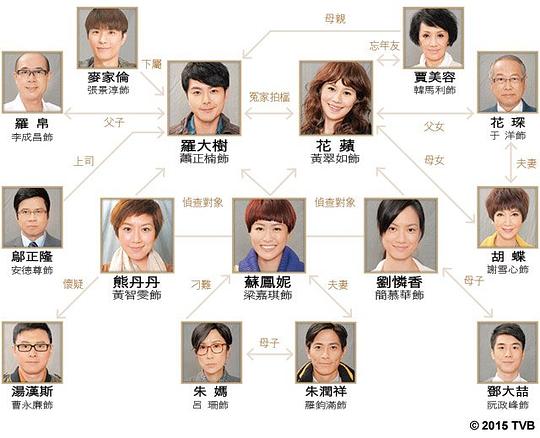 母親
麥家倫
張景淳飾
下屬
忘年友
賈美容
韓馬利飾
冤家拍檔
羅帛
李成昌飾
父子
羅大樹
蕭正楠飾
花蘋
黃翠如飾
父女
花琛
于洋飾
上司
母女
夫妻
鄔正隆
安德尊飾
偵查對象
偵查對象
胡蝶
謝雪心飾
熊丹丹
黃智雯飾
蘇鳳妮
梁嘉琪飾
劉憐香
簡慕華飾
懷疑
刁難
夫妻
母子
湯漢斯
曹永廉飾
朱媽
呂珊飾
母子
朱潤祥
羅鈞滿飾
鄧大喆
阮政峰飾
© 2015 TVB